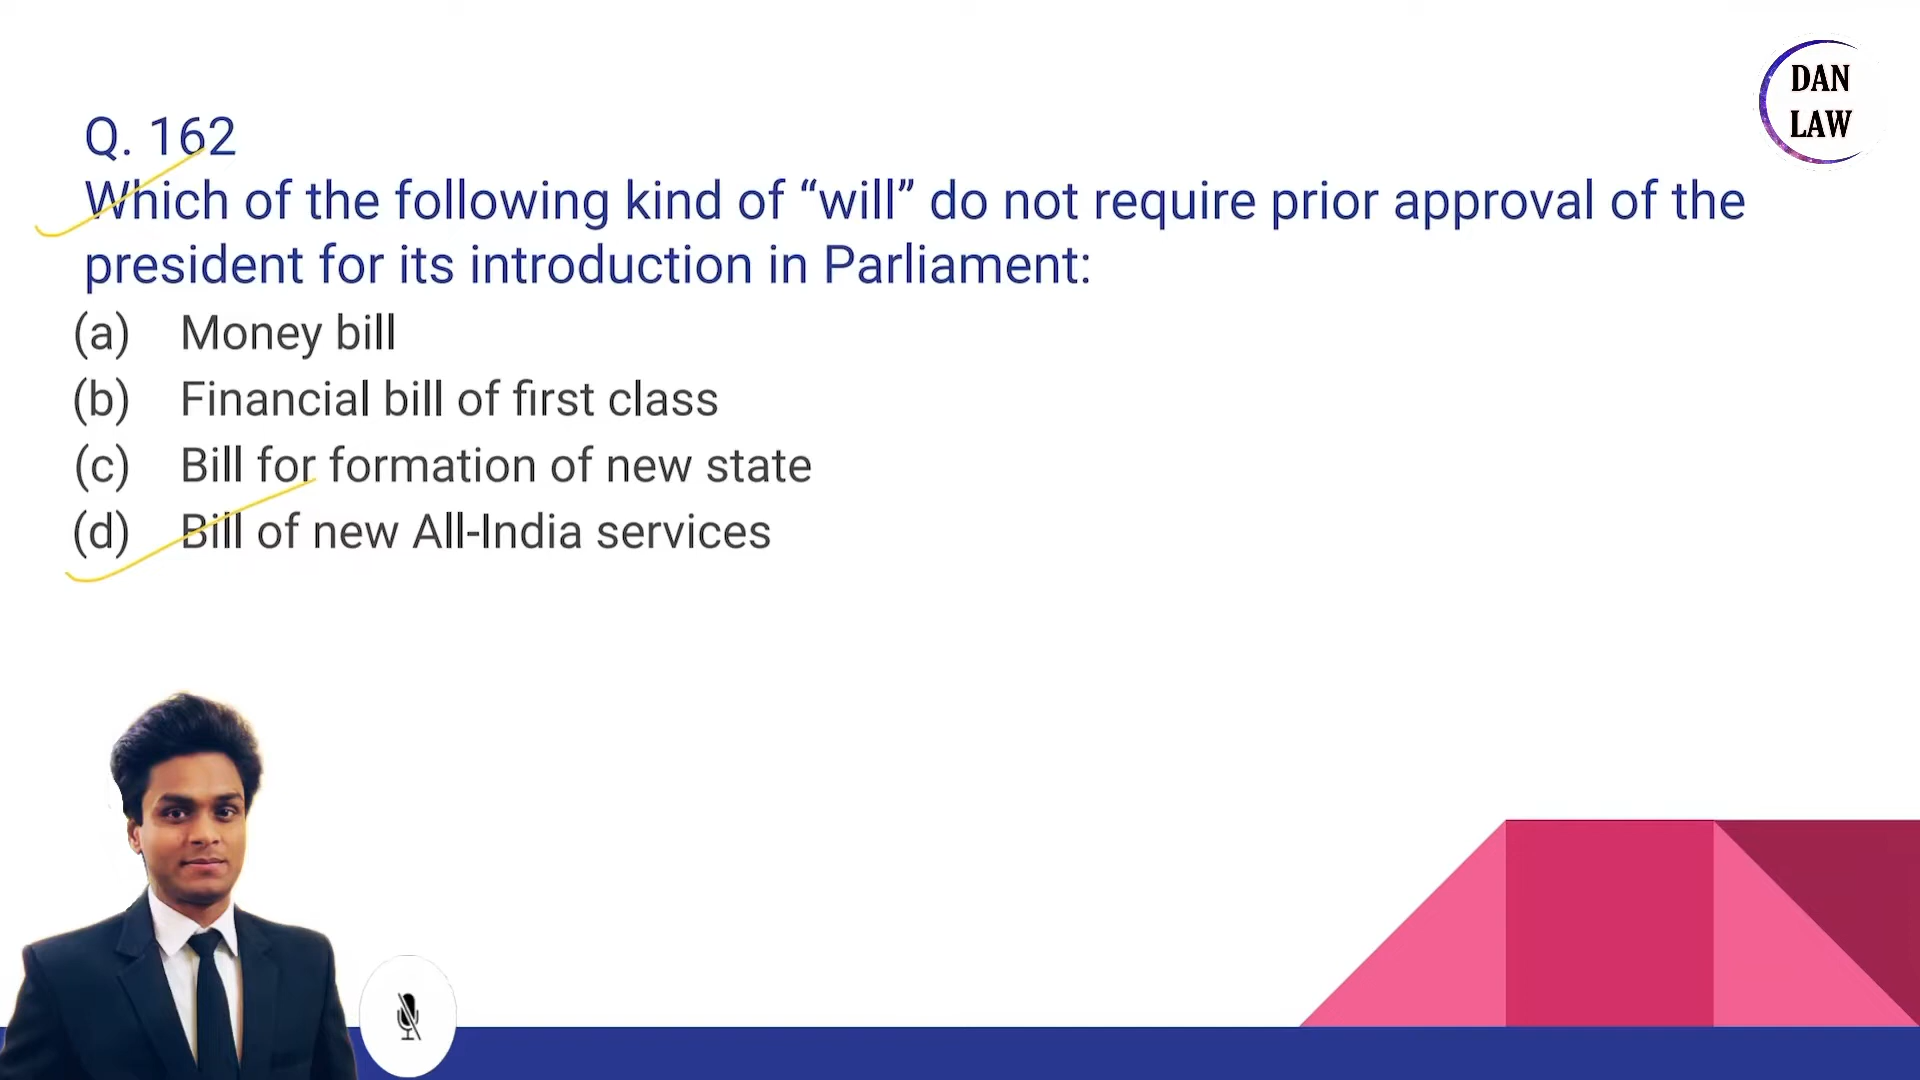 DAN
LAW
Q. 162
Which of the following kind of “will” do not require prior approval of the
president for its introduction in Parliament:
(a) Money bill
(b) Financial bill of first class
(c) Bill for formation of new state
(d) Bill of new All-India services